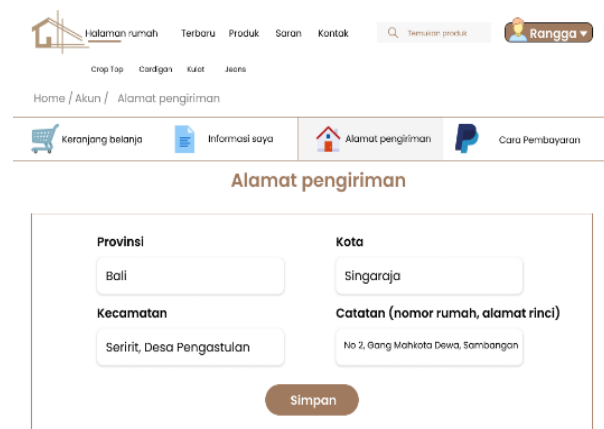 Halaman rumah Terbaru Produk Saran Kontak Temukan produk Rangga
Crop Top Cardigan Kulot Jeans
Home / Akun / Alamat pengiriman
Keranjang belanja Informasi saya Alamat pengiriman Cara Pembayaran
Alamat pengiriman
Provinsi Kota
Bali Singaraja
Kecamatan Catatan (nomor rumah, alamat rinci)
Seririt, Desa Pengastulan No 2, Gang Mahkota Dewa, Sambangan
Simpan